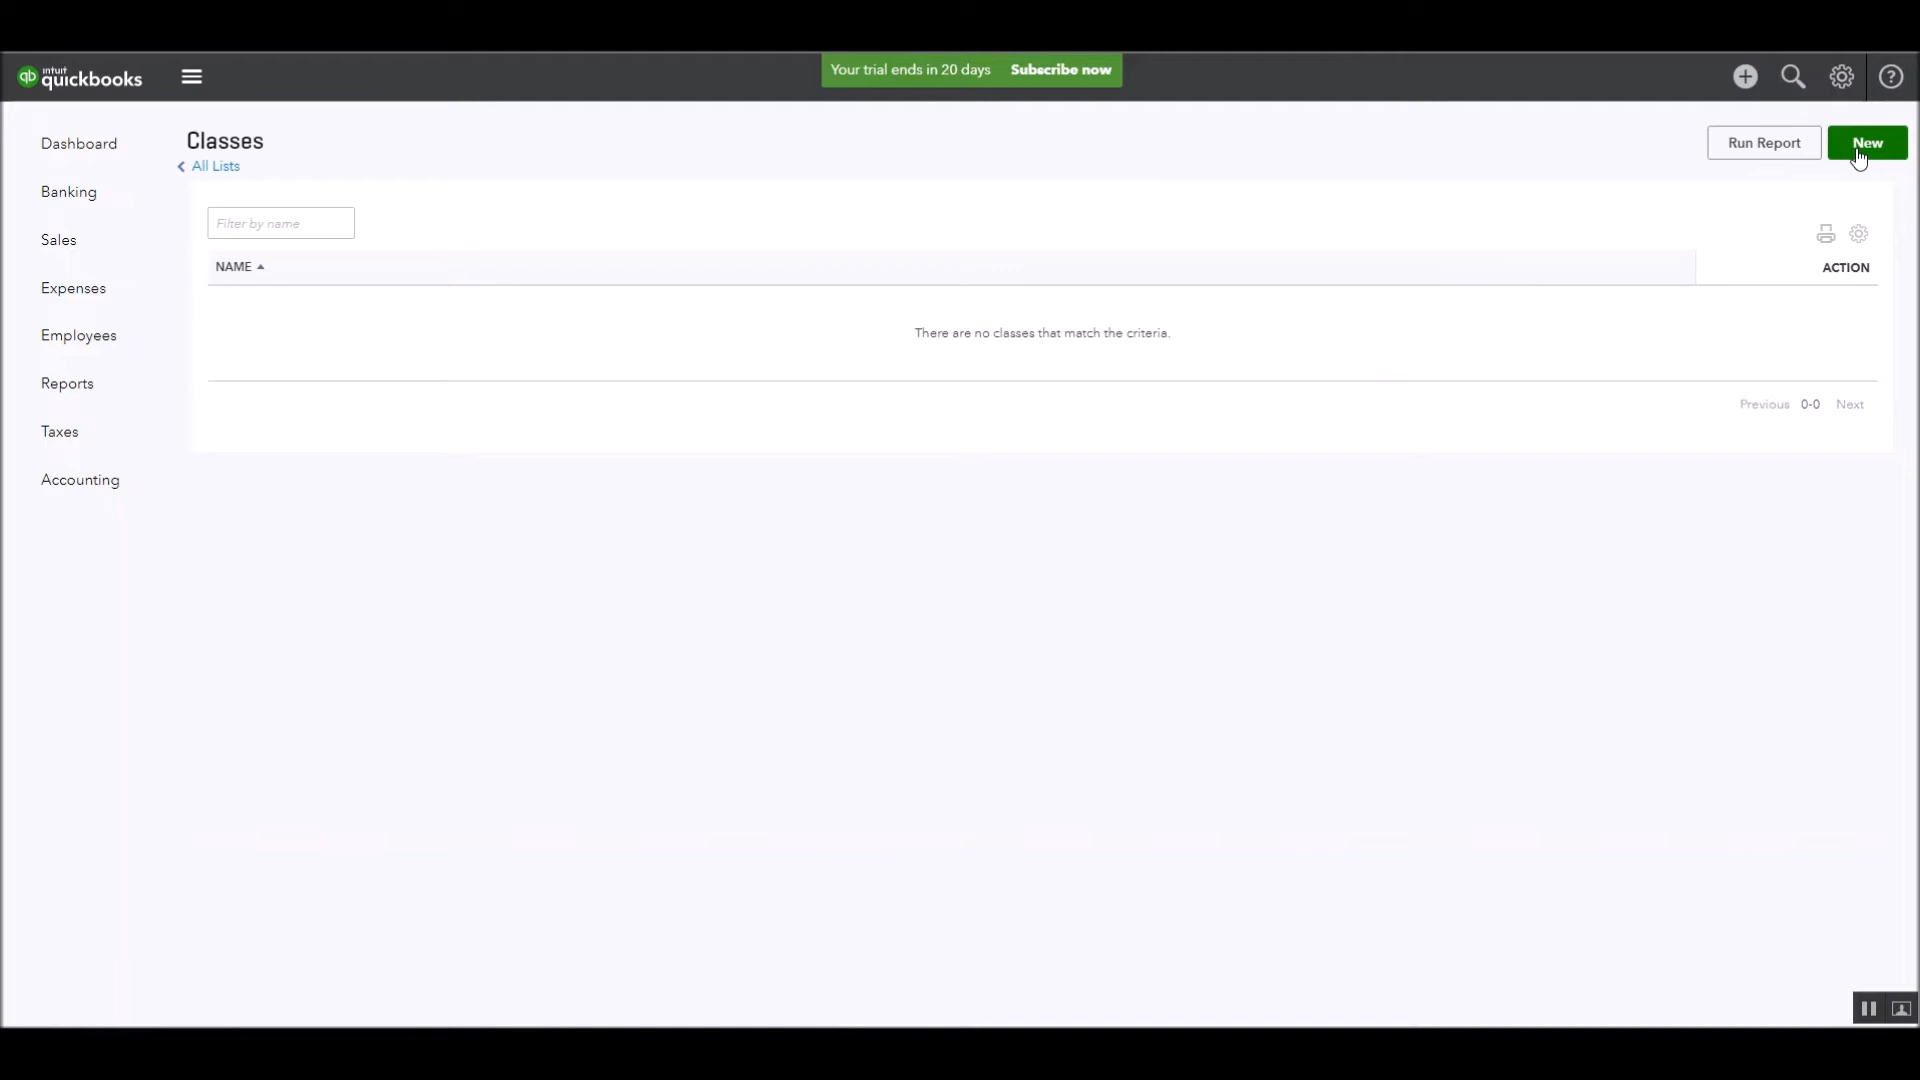 intuit
quickbooks
Your trial ends in 20 days Subscribe now
Dashboard
Banking
Sales
Expenses
Employees
Reports
Taxes
Accounting
Classes
All Lists
Run Report
New
Filter by name
NAME
ACTION
There are no classes that match the criteria.
Previous 0-0 Next